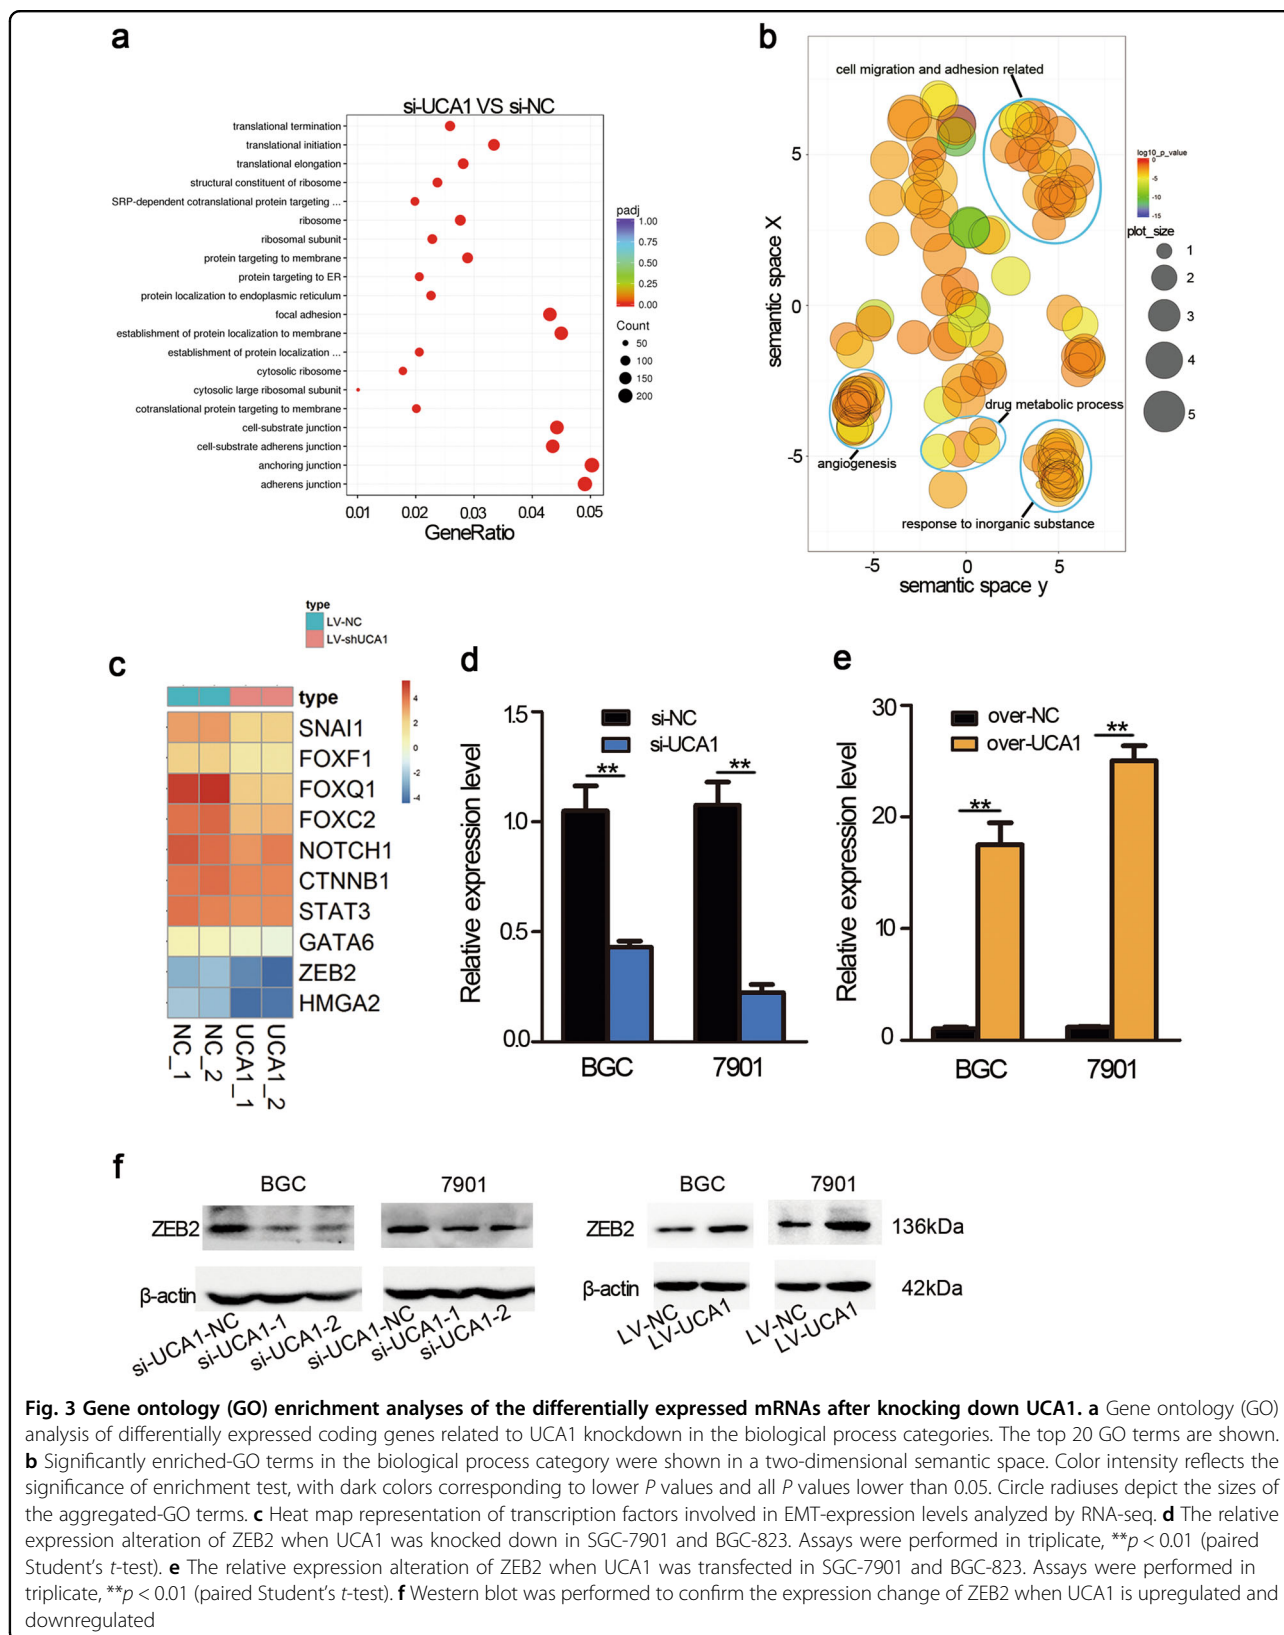 a
si-UCA1 VS si-NC
translational termination
translational initiation
translational elongation
structural constituent of ribosome
SRP-dependent cotranslational protein targeting ...
ribosome
ribosomal subunit
protein targeting to membrane
protein targeting to ER
protein localization to endoplasmic reticulum
focal adhesion
establishment of protein localization to membrane
establishment of protein localization ...
cytosolic ribosome
cytosolic large ribosomal subunit
cotranslational protein targeting to membrane
cell-substrate junction
cell-substrate adherens junction
anchoring junction
adherens junction
0.01 0.02 0.03 0.04 0.05
GeneRatio
padj
1.00
0.75
0.50
0.25
0.00
Count
50
100
150
200
b
cell migration and adhesion related
drug metabolic process
angiogenesis
response to inorganic substance
5
0
-5
semantic space X
-5 0 5
semantic space y
log10_p_value
0
-5
-10
-15
plot_size
1
2
3
4
5
c
type
LV-NC
LV-shUCA1
type
SNAI1
FOXF1
FOXQ1
FOXC2
NOTCH1
CTNNB1
STAT3
GATA6
ZEB2
HMGA2
NC_1 NC_2 UCA1_1 UCA1_2
4
2
0
-2
-4
d
Relative expression level
1.5
1.0
0.5
0.0
si-NC
si-UCA1
** **
BGC 7901
e
Relative expression level
30
20
10
0
over-NC
over-UCA1
** **
BGC 7901
f
BGC 7901 BGC 7901
ZEB2 ZEB2 136kDa
β-actin β-actin 42kDa
si-UCA1-NC si-UCA1-1 si-UCA1-2 si-UCA1-NC si-UCA1-1 si-UCA1-2 LV-NC LV-UCA1 LV-NC LV-UCA1
Fig. 3 Gene ontology (GO) enrichment analyses of the differentially expressed mRNAs after knocking down UCA1. a Gene ontology (GO)
analysis of differentially expressed coding genes related to UCA1 knockdown in the biological process categories. The top 20 GO terms are shown.
b Significantly enriched-GO terms in the biological process category were shown in a two-dimensional semantic space. Color intensity reflects the
significance of enrichment test, with dark colors corresponding to lower P values and all P values lower than 0.05. Circle radiuses depict the sizes of
the aggregated-GO terms. c Heat map representation of transcription factors involved in EMT-expression levels analyzed by RNA-seq. d The relative
expression alteration of ZEB2 when UCA1 was knocked down in SGC-7901 and BGC-823. Assays were performed in triplicate, **p < 0.01 (paired
Student's t-test). e The relative expression alteration of ZEB2 when UCA1 was transfected in SGC-7901 and BGC-823. Assays were performed in
triplicate, **p < 0.01 (paired Student's t-test). f Western blot was performed to confirm the expression change of ZEB2 when UCA1 is upregulated and
downregulated